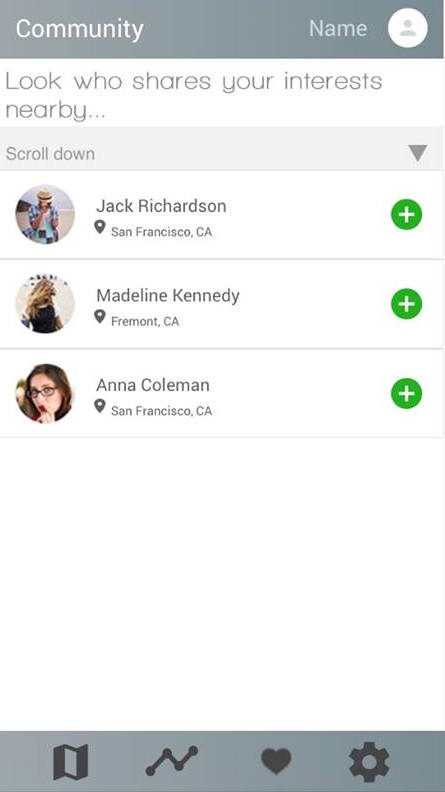 Community Name
Look who shares your interests
nearby...
Scroll down
Jack Richardson
San Francisco, CA
Madeline Kennedy
Fremont, CA
Anna Coleman
San Francisco, CA